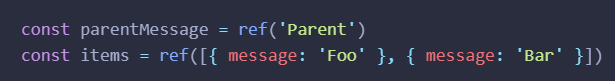 const parentMessage = ref('Parent')
const items = ref([{ message: 'Foo' }, { message: 'Bar' }])